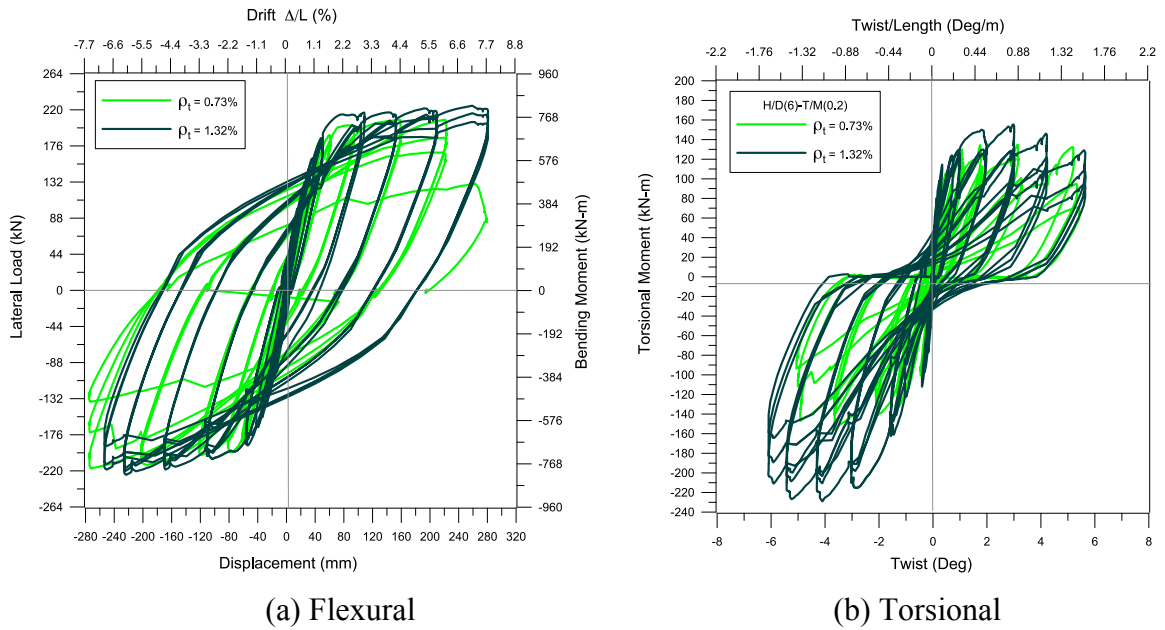 Drift Δ/L (%)
-7.7 -6.6 -5.5 -4.4 -3.3 -2.2 -1.1 0 1.1 2.2 3.3 4.4 5.5 6.6 7.7 8.8
264 220 176 132 88 44 0 -44 -88 -132 -176 -220 -264
Lateral Load (kN)
ρt = 0.73%
ρt = 1.32%
960 768 576 384 192 0 -192 -384 -576 -768 -960
Bending Moment (kN-m)
-280 -240 -200 -160 -120 -80 -40 0 40 80 120 160 200 240 280 320
Displacement (mm)
(a) Flexural
Twist/Length (Deg/m)
-2.2 -1.76 -1.32 -0.88 -0.44 0 0.44 0.88 1.32 1.76 2.2
200 180 160 140 120 100 80 60 40 20 0 -20 -40 -60 -80 -100 -120 -140 -160 -180 -200 -220 -240
Torsional Moment (kN-m)
H/D(6)-T/M(0.2)
ρt = 0.73%
ρt = 1.32%
-8 -6 -4 -2 0 2 4 6 8
Twist (Deg)
(b) Torsional